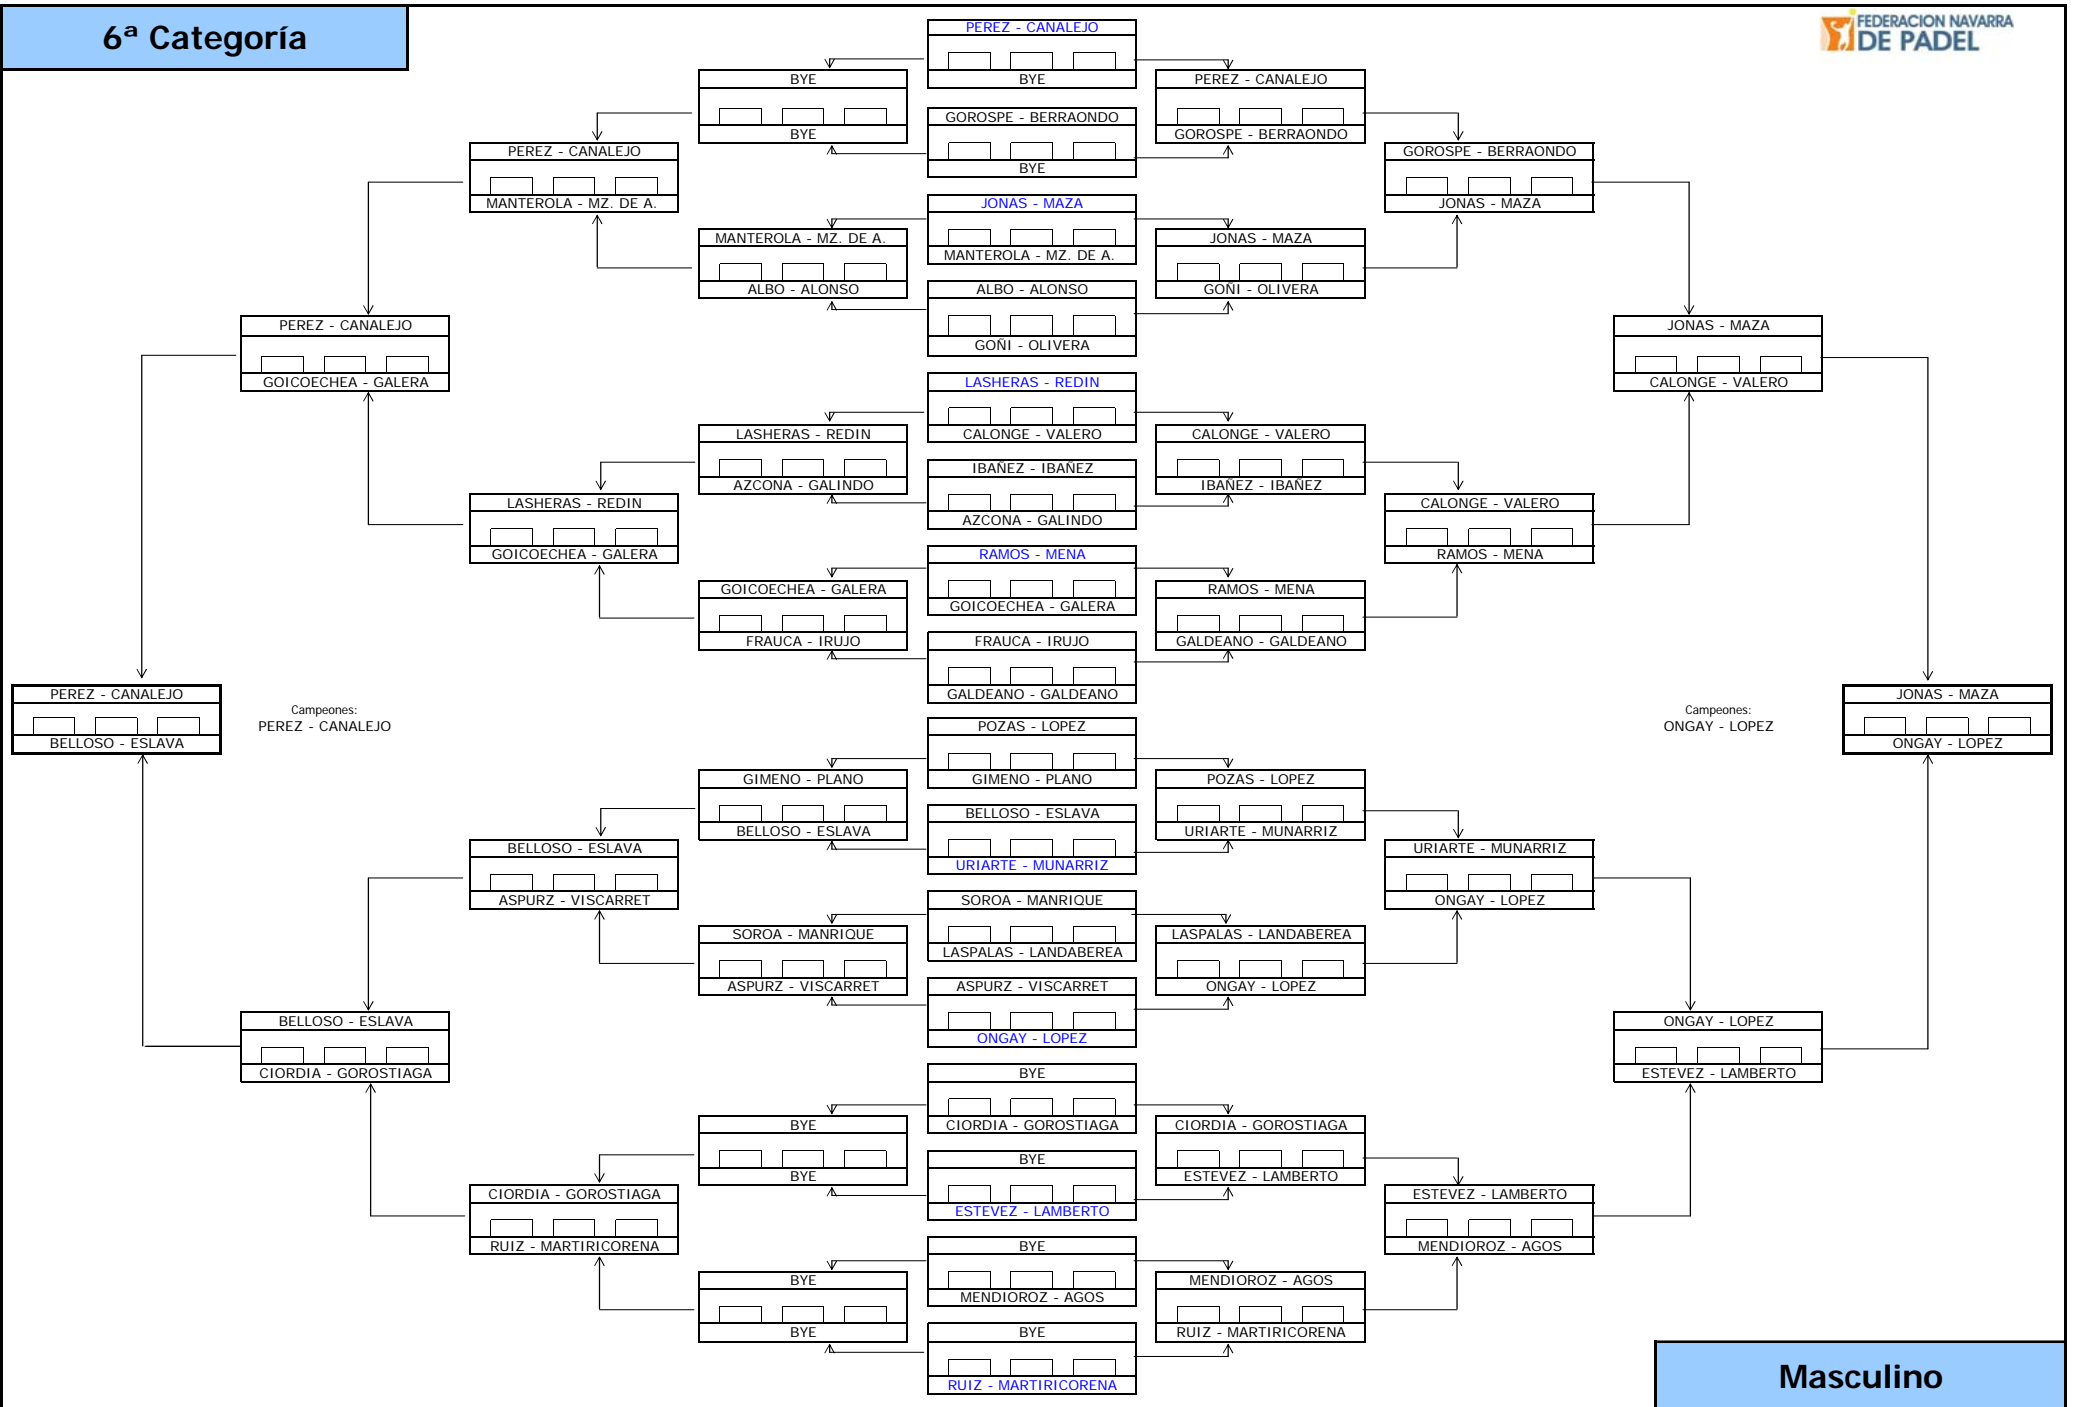 6ª Categoría
FEDERACION NAVARRA
DE PADEL
PEREZ - CANALEJO
BYE
GOROSPE - BERRAONDO
BYE
JONAS - MAZA
MANTEROLA - MZ. DE A.
ALBO - ALONSO
GOÑI - OLIVERA
LASHERAS - REDIN
CALONGE - VALERO
IBAÑEZ - IBAÑEZ
AZCONA - GALINDO
RAMOS - MENA
GOICOECHEA - GALERA
FRAUCA - IRUJO
GALDEANO - GALDEANO
POZAS - LOPEZ
GIMENO - PLANO
BELLOSO - ESLAVA
URIARTE - MUNARRIZ
SOROA - MANRIQUE
LASPALAS - LANDABEREA
ASPURZ - VISCARRET
ONGAY - LOPEZ
BYE
CIORDIA - GOROSTIAGA
BYE
ESTEVEZ - LAMBERTO
BYE
MENDIOROZ - AGOS
BYE
RUIZ - MARTIRICORENA
BYE
BYE
MANTEROLA - MZ. DE A.
ALBO - ALONSO
LASHERAS - REDIN
AZCONA - GALINDO
GOICOECHEA - GALERA
FRAUCA - IRUJO
GIMENO - PLANO
BELLOSO - ESLAVA
SOROA - MANRIQUE
ASPURZ - VISCARRET
BYE
BYE
BYE
BYE
PEREZ - CANALEJO
MANTEROLA - MZ. DE A.
LASHERAS - REDIN
GOICOECHEA - GALERA
BELLOSO - ESLAVA
ASPURZ - VISCARRET
CIORDIA - GOROSTIAGA
RUIZ - MARTIRICORENA
PEREZ - CANALEJO
GOICOECHEA - GALERA
BELLOSO - ESLAVA
CIORDIA - GOROSTIAGA
PEREZ - CANALEJO
BELLOSO - ESLAVA
Campeones:
PEREZ - CANALEJO
PEREZ - CANALEJO
GOROSPE - BERRAONDO
JONAS - MAZA
GOÑI - OLIVERA
CALONGE - VALERO
IBAÑEZ - IBAÑEZ
RAMOS - MENA
GALDEANO - GALDEANO
POZAS - LOPEZ
URIARTE - MUNARRIZ
LASPALAS - LANDABEREA
ONGAY - LOPEZ
CIORDIA - GOROSTIAGA
ESTEVEZ - LAMBERTO
MENDIOROZ - AGOS
RUIZ - MARTIRICORENA
GOROSPE - BERRAONDO
JONAS - MAZA
CALONGE - VALERO
RAMOS - MENA
URIARTE - MUNARRIZ
ONGAY - LOPEZ
ESTEVEZ - LAMBERTO
MENDIOROZ - AGOS
JONAS - MAZA
CALONGE - VALERO
ONGAY - LOPEZ
ESTEVEZ - LAMBERTO
Campeones:
ONGAY - LOPEZ
JONAS - MAZA
ONGAY - LOPEZ
Masculino